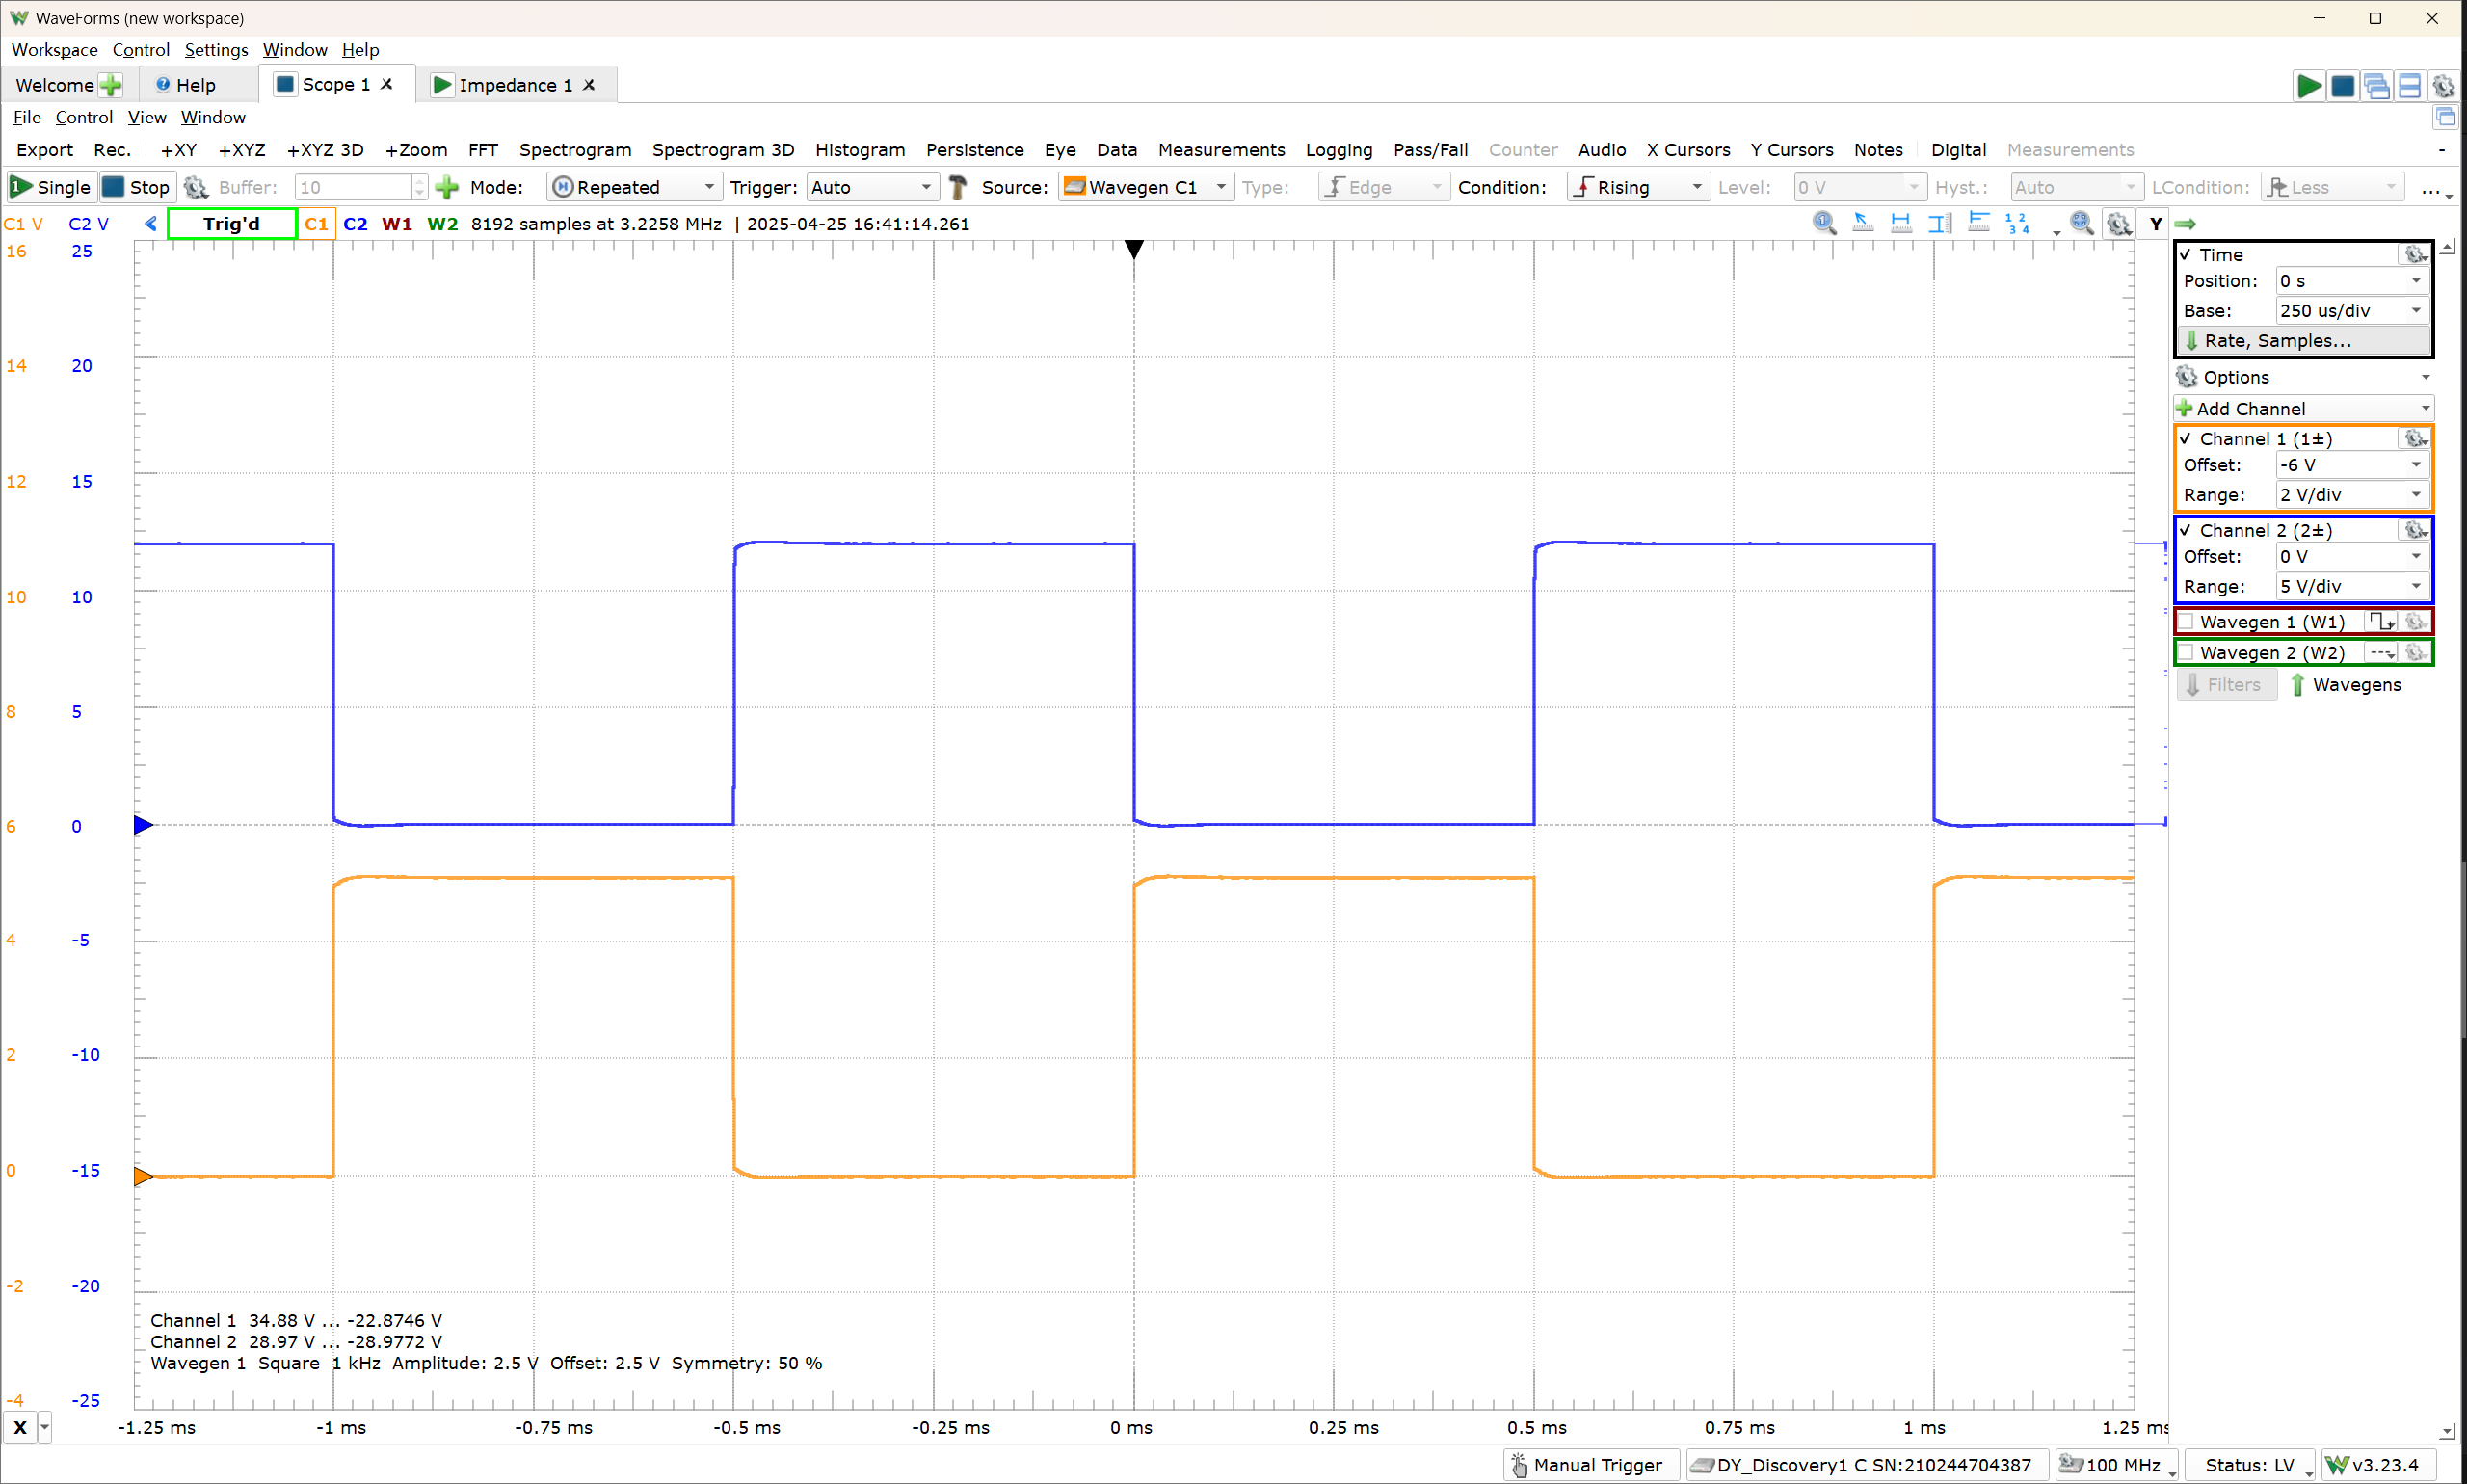 WaveForms (new workspace)
Workspace Control Settings Window Help
Welcome Help Scope 1 Impedance 1
File Control View Window
Export Rec. +XY +XYZ +XYZ 3D +Zoom FFT Spectrogram Spectrogram 3D Histogram Persistence Eye Data Measurements Logging Pass/Fail Counter Audio X Cursors Y Cursors Notes Digital Measurements -
Single Stop Buffer: 10 Mode: Repeated Trigger: Auto Source: Wavegen C1 Type: Edge Condition: Rising Level: 0 V Hyst.: Auto LCondition: Less ...
C1 V C2 V Trig'd C1 C2 W1 W2 8192 samples at 3.2258 MHz | 2025-04-25 16:41:14.261 Y
16 25
14 20
12 15
10 10
8 5
6 0
4 -5
2 -10
0 -15
-2 -20
-4 -25
Time
Position: 0 s
Base: 250 us/div
Rate, Samples...
Options
Add Channel
Channel 1 (1±)
Offset: -6 V
Range: 2 V/div
Channel 2 (2±)
Offset: 0 V
Range: 5 V/div
Wavegen 1 (W1)
Wavegen 2 (W2)
Filters Wavegens
Channel 1 34.88 V ... -22.8746 V
Channel 2 28.97 V ... -28.9772 V
Wavegen 1 Square 1 kHz Amplitude: 2.5 V Offset: 2.5 V Symmetry: 50 %
X -1.25 ms -1 ms -0.75 ms -0.5 ms -0.25 ms 0 ms 0.25 ms 0.5 ms 0.75 ms 1 ms 1.25 ms
Manual Trigger DY_Discovery1 C SN:210244704387 100 MHz Status: LV v3.23.4